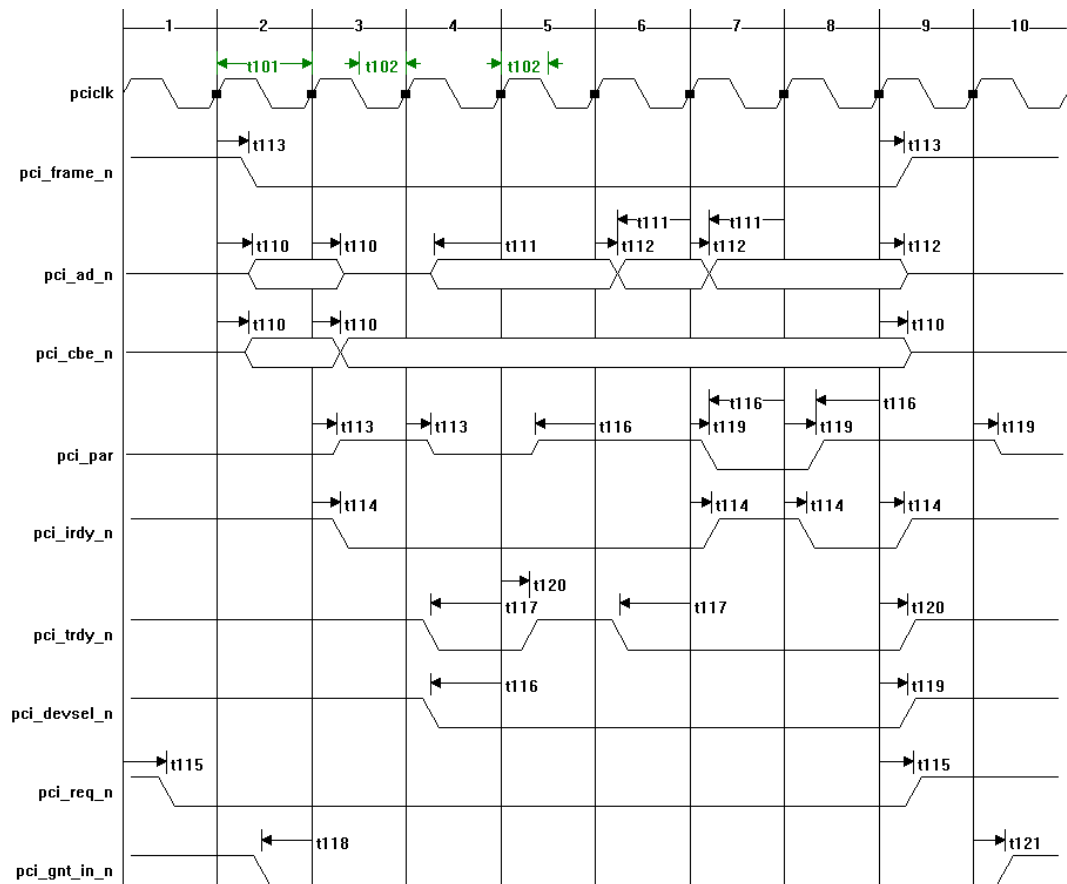 1 2 3 4 5 6 7 8 9 10
t101 t102 t102
pciclk
t113 t113
pci_frame_n
t111 t111
t110 t110 t111 t112 t112 t112
pci_ad_n
t110 t110 t110
pci_cbe_n
t116 t116
t113 t113 t116 t119 t119 t119
pci_par
t114 t114 t114 t114
pci_irdy_n
t120
t117 t117 t120
pci_trdy_n
t116 t119
pci_devsel_n
t115 t115
pci_req_n
t118 t121
pci_gnt_in_n